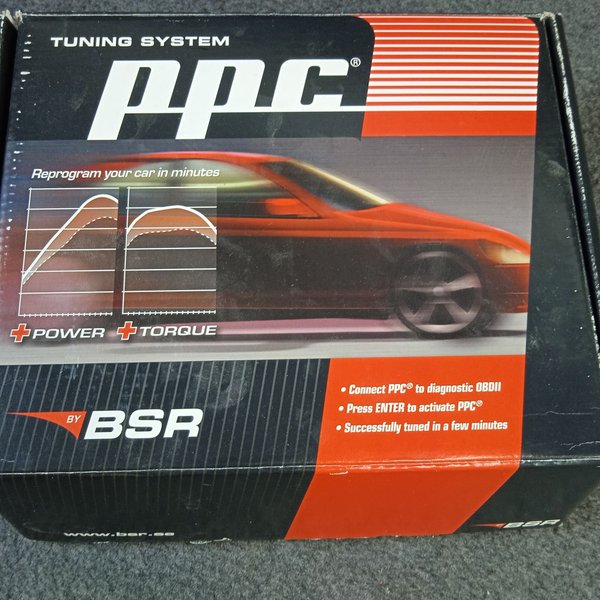 TUNING SYSTEM
ppc®
Reprogram your car in minutes
+POWER +TORQUE
• Connect PPC® to diagnostic OBDII
• Press ENTER to activate PPC®
• Successfully tuned in a few minutes
BY BSR
www.bsr.se
BSR